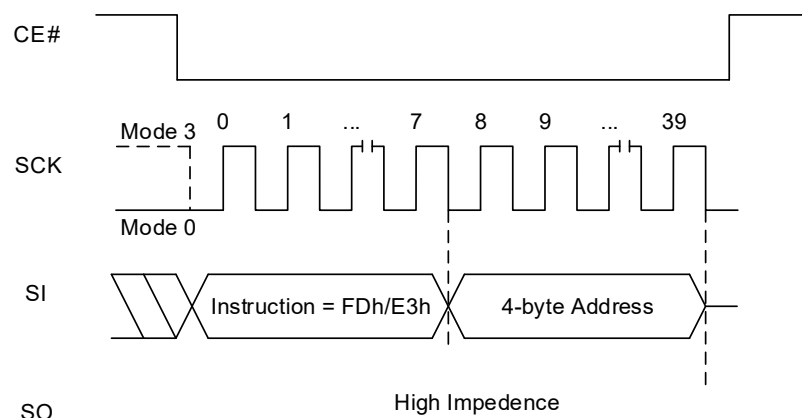 CE#
0 1 ... 7 8 9 ... 39
Mode 3
SCK
Mode 0
SI
Instruction = FDh/E3h
4-byte Address
High Impedence
SO